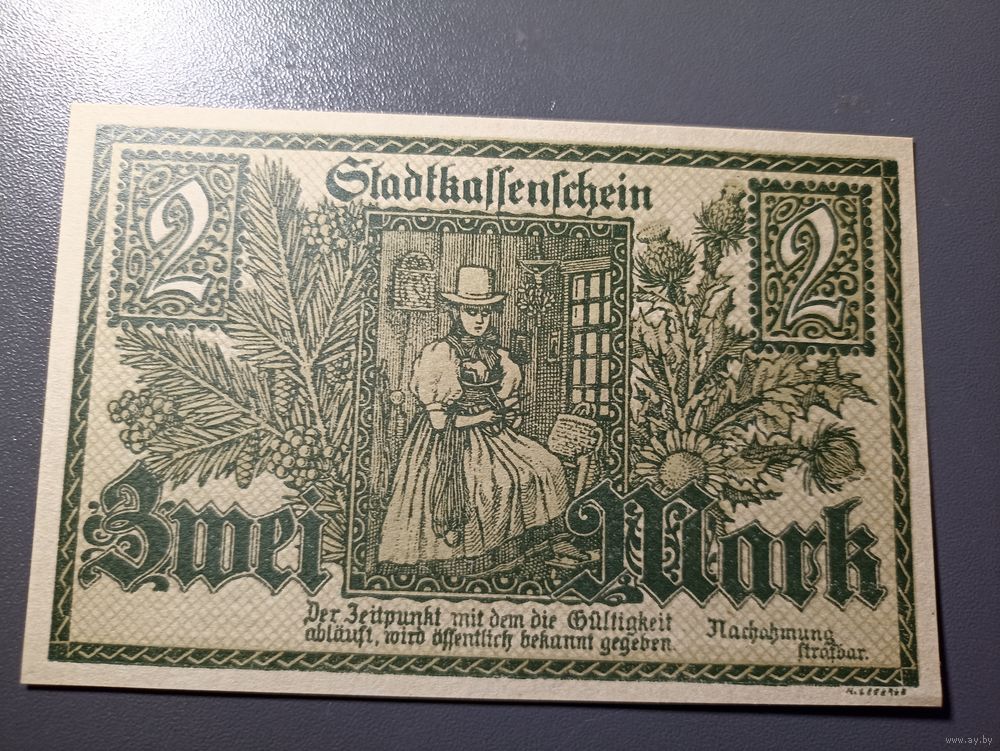 Stadtkassenschein
2
2
Zwei Mark
Der Zeitpunkt mit dem die Gültigkeit
abläuft, wird öffentlich bekannt gegeben.
Nachahmung
strafbar.
www.ay.by